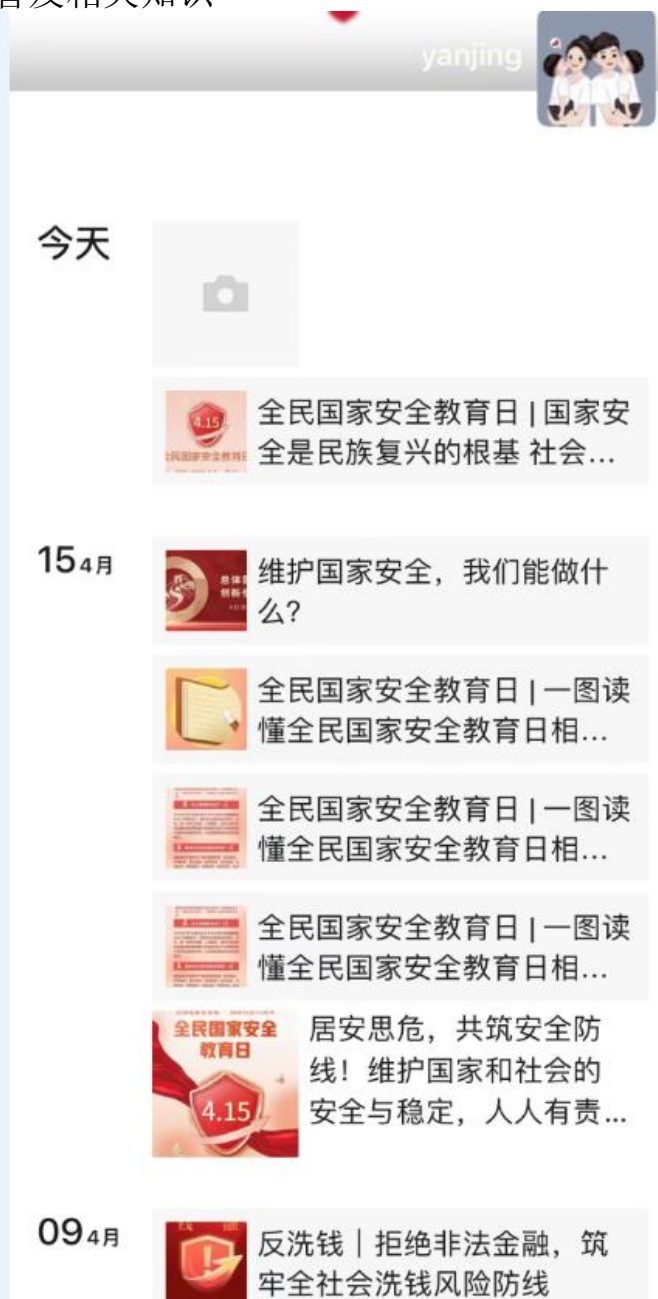 普及相关知识
yanjing
今天
4.15
全民国家安全教育日 | 国家安
全是民族复兴的根基 社会...
15 4月
维护国家安全，我们能做什
么?
全民国家安全教育日 | 一图读
懂全民国家安全教育日相...
全民国家安全教育日 | 一图读
懂全民国家安全教育日相...
全民国家安全教育日 | 一图读
懂全民国家安全教育日相...
全民国家安全
教育日
4.15
居安思危，共筑安全防
线！维护国家和社会的
安全与稳定，人人有责...
09 4月
反洗钱｜拒绝非法金融，筑
牢全社会洗钱风险防线